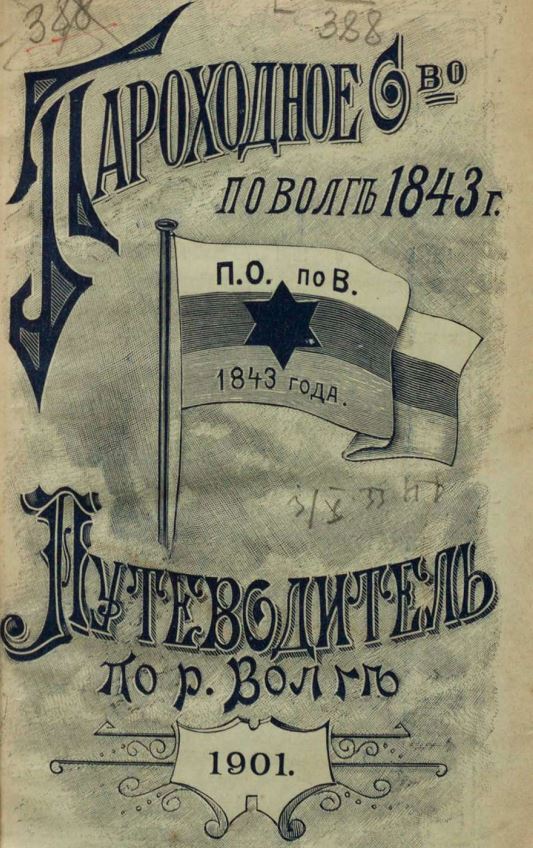 388
388
Пароходное О-во
по Волгѣ 1843 г.
П.О. по В.
1843 года.
Путеводитель
по р. Волгѣ
1901.